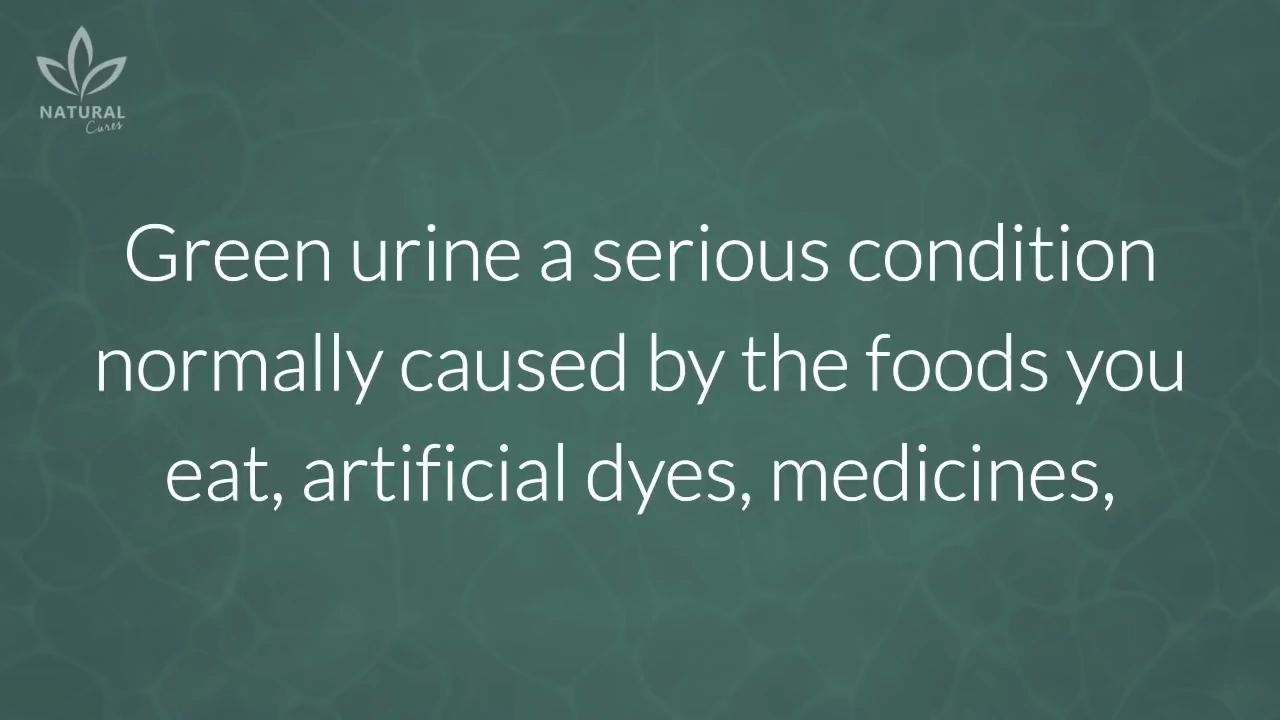 NATURAL
Cures
Green urine a serious condition
normally caused by the foods you
eat, artificial dyes, medicines,